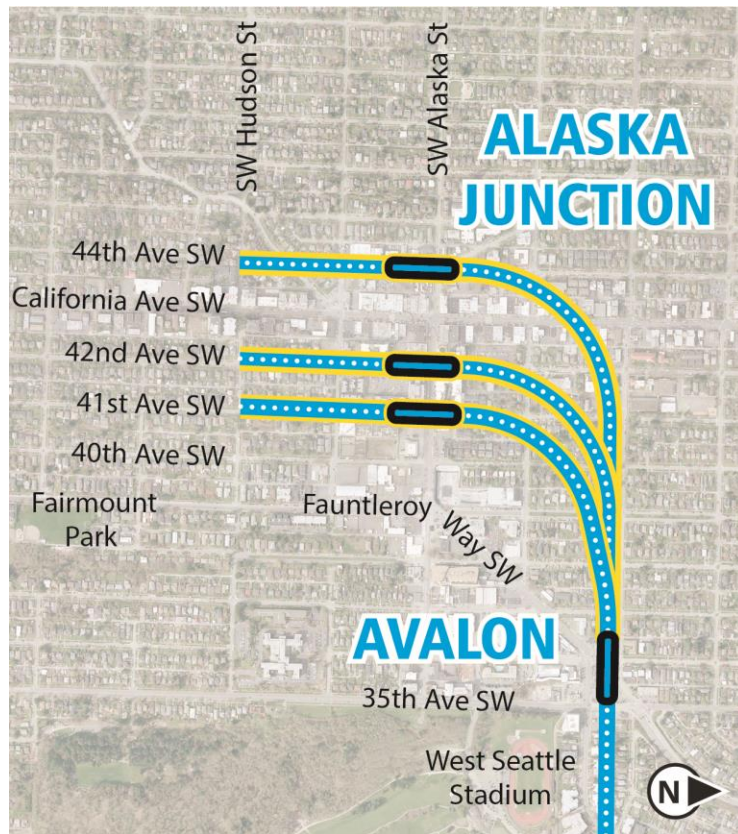 SW Hudson St
SW Alaska St
ALASKA
JUNCTION
44th Ave SW
California Ave SW
42nd Ave SW
41st Ave SW
40th Ave SW
Fairmount
Park
Fauntleroy
Way SW
AVALON
35th Ave SW
West Seattle
Stadium
N